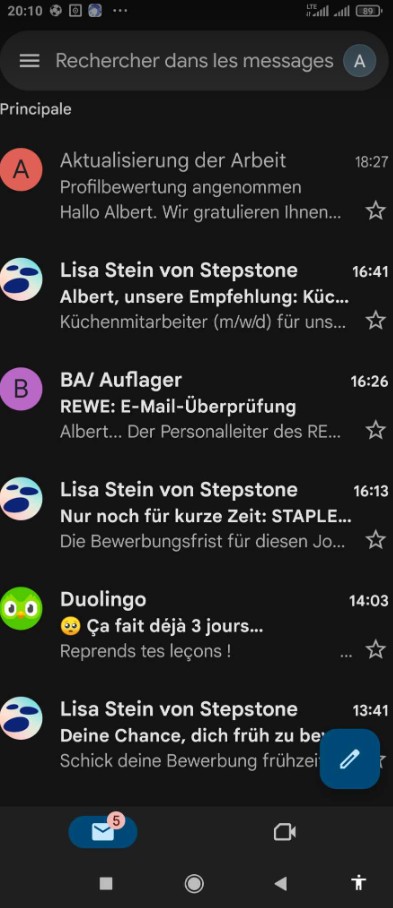 20:10
LTE
89
Rechercher dans les messages
A
Principale
A
Aktualisierung der Arbeit 18:27
Profilbewertung angenommen
Hallo Albert. Wir gratulieren Ihnen...
Lisa Stein von Stepstone 16:41
Albert, unsere Empfehlung: Küc...
Küchenmitarbeiter (m/w/d) für uns...
B
BA/ Auflager 16:26
REWE: E-Mail-Überprüfung
Albert... Der Personalleiter des RE...
Lisa Stein von Stepstone 16:13
Nur noch für kurze Zeit: STAPLE...
Die Bewerbungsfrist für diesen Jo...
Duolingo 14:03
🥺 Ça fait déjà 3 jours...
Reprends tes leçons ! ...
Lisa Stein von Stepstone 13:41
Deine Chance, dich früh zu
Schick deine Bewerbung
5